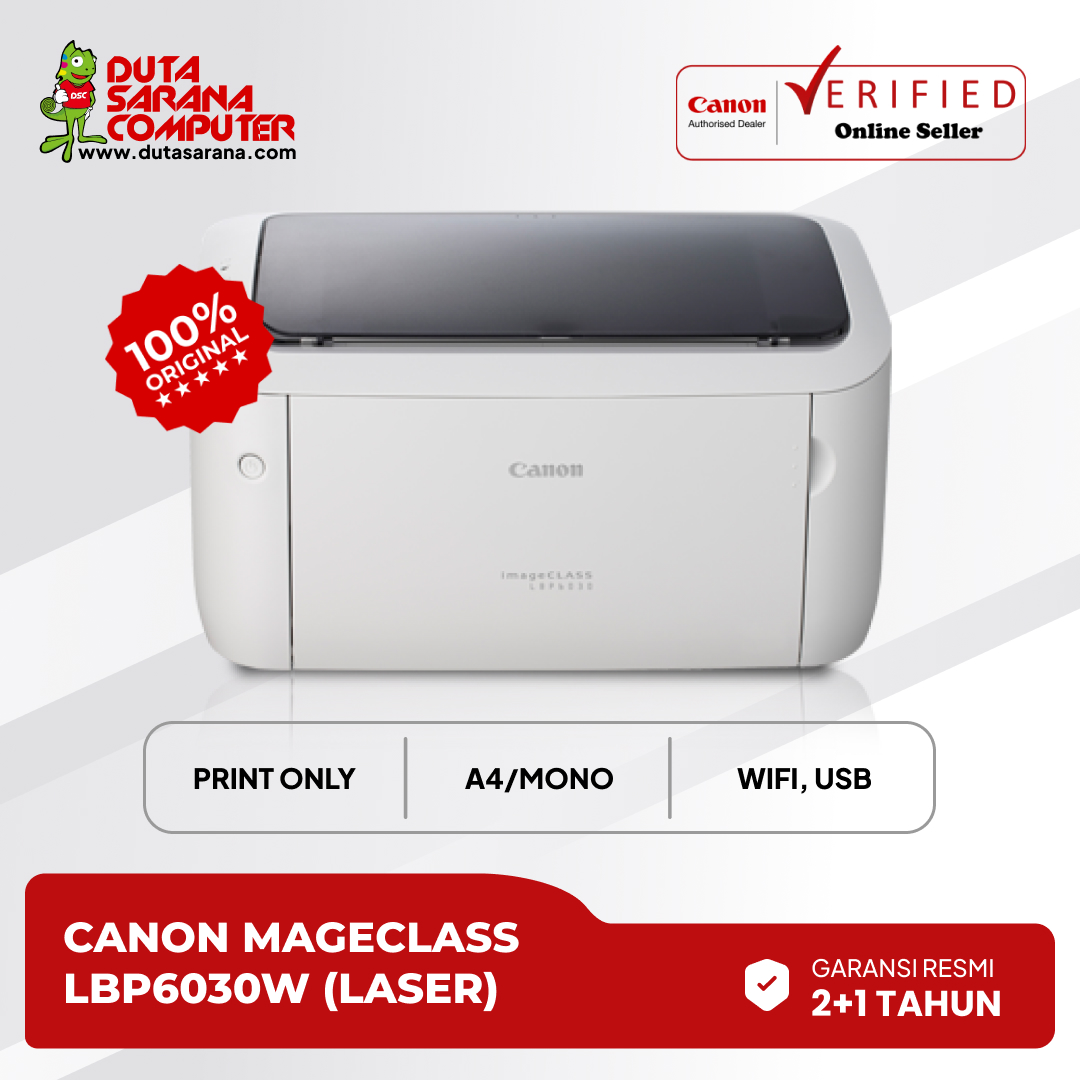 DUTA
SARANA
COMPUTER
DSC
www.dutasarana.com
Canon
Authorised Dealer
VERIFIED
Online Seller
100%
ORIGINAL
Canon
imageCLASS
LBP6030
PRINT ONLY
A4/MONO
WIFI, USB
CANON MAGECLASS
LBP6030W (LASER)
GARANSI RESMI
2+1 TAHUN